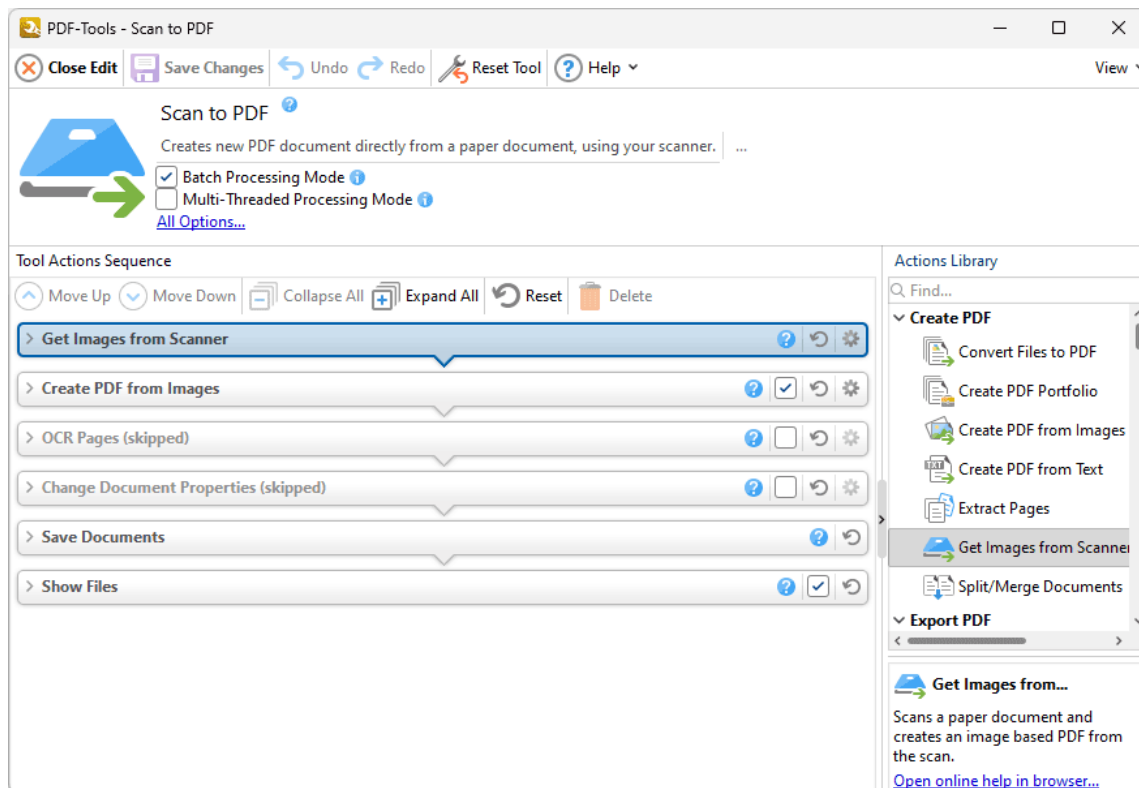 PDF-Tools - Scan to PDF
Close Edit Save Changes Undo Redo Reset Tool Help View
Scan to PDF
Creates new PDF document directly from a paper document, using your scanner. ...
Batch Processing Mode
Multi-Threaded Processing Mode
All Options...
Tool Actions Sequence
Move Up Move Down Collapse All Expand All Reset Delete
Get Images from Scanner
Create PDF from Images
OCR Pages (skipped)
Change Document Properties (skipped)
Save Documents
Show Files
Actions Library
Find...
Create PDF
Convert Files to PDF
Create PDF Portfolio
Create PDF from Images
TXT
Create PDF from Text
Extract Pages
Get Images from Scanner
Split/Merge Documents
Export PDF
Get Images from...
Scans a paper document and
creates an image based PDF from
the scan.
Open online help in browser...